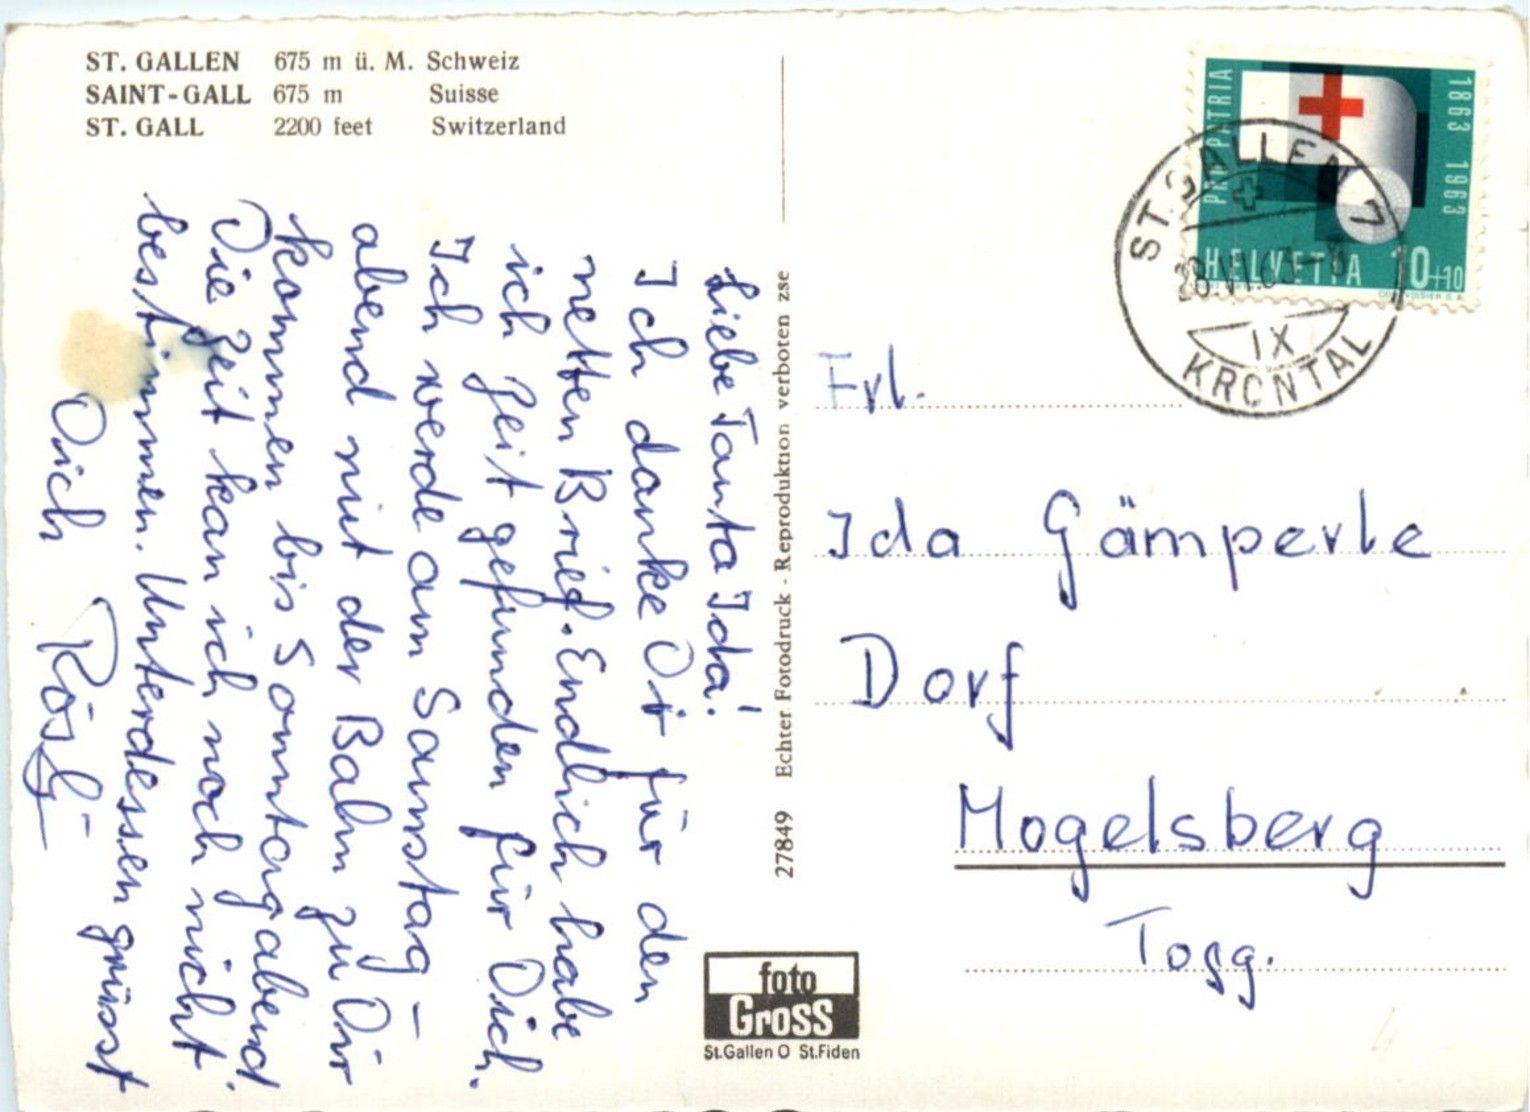 ST. GALLEN 675 m ü. M. Schweiz
SAINT-GALL 675 m Suisse
ST. GALL 2200 feet Switzerland
Liebe Tanta Ida!
Ich danke Dir für den
netten Brief. Endlich habe
ich Zeit gefunden für Dich.
Ich werde am Samstag-
abend mit der Bahn zu Dir
kommen bis Sonntagabend
Die Zeit kan ich noch nicht
bestimmen. Unterdessen grüsst
Dich Rösli
27849 Echter Fotodruck - Reproduktion verboten zse
foto
Gross
St.Gallen O St.Fiden
PRO PATRIA
1863 1963
HELVETIA 10+10
COURVOISIER S.A.
ST. GALLEN 7
IX
KRONTAL
Frl.
Ida Gämperle
Dorf
Mogelsberg
Togg.